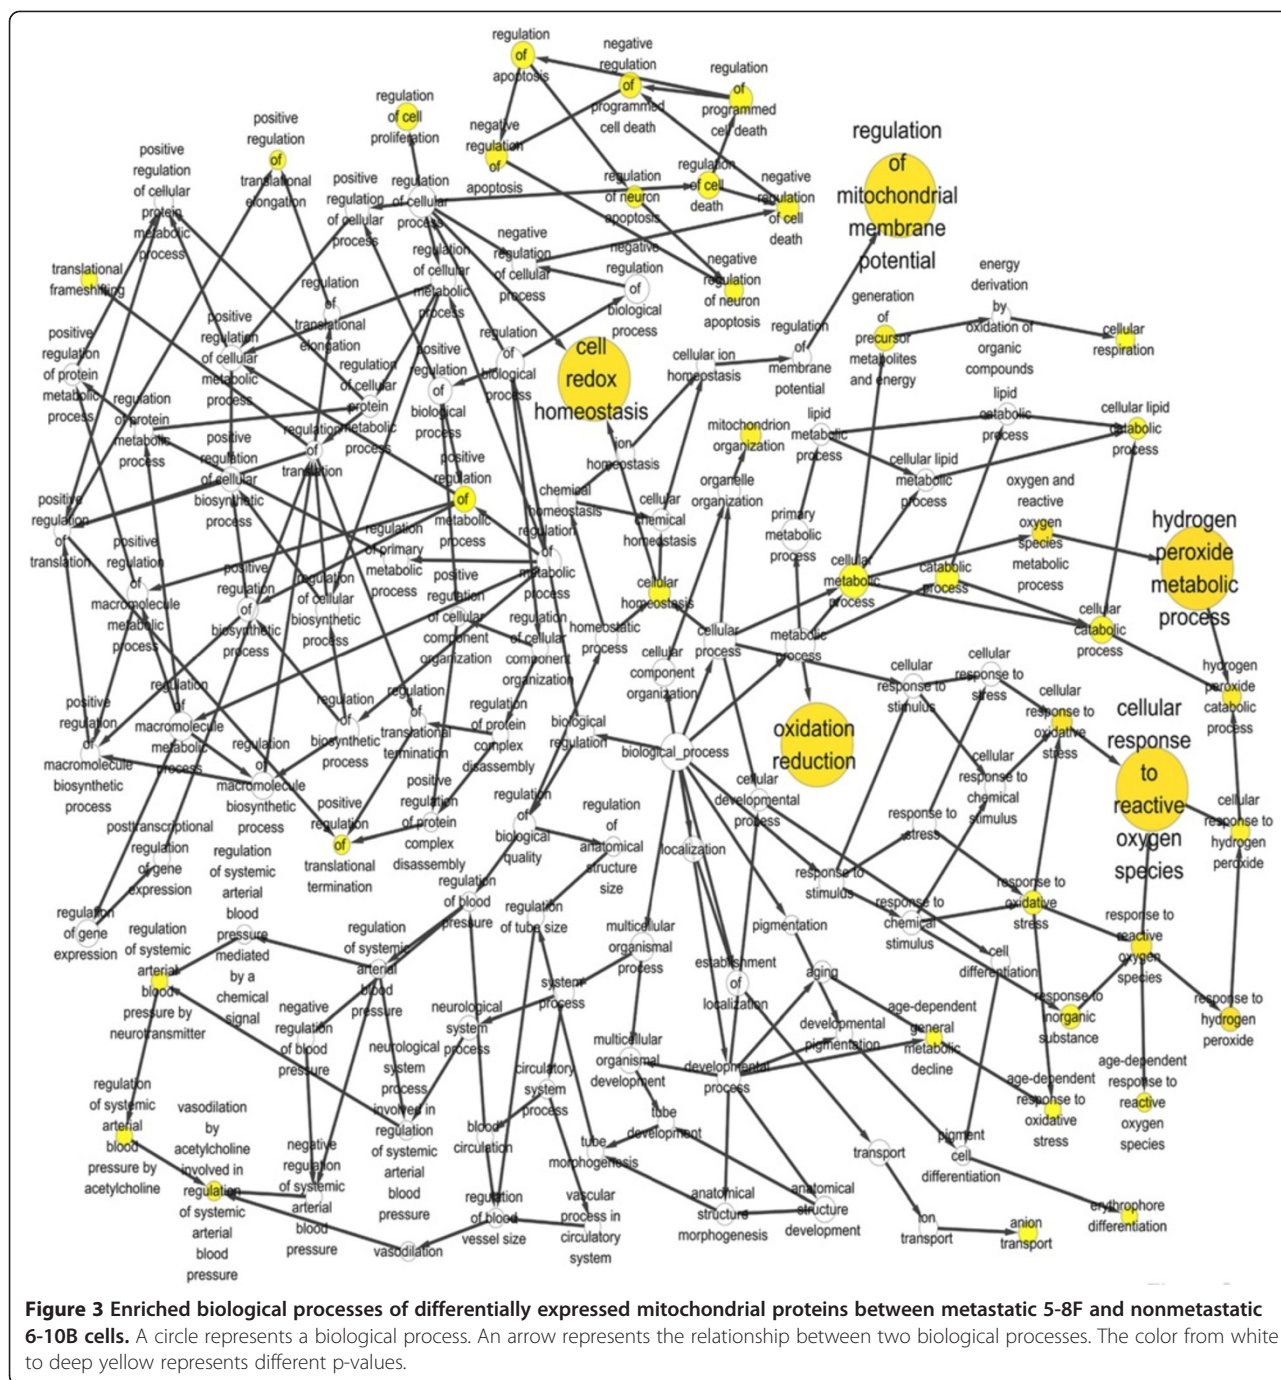 regulation
of
apoptosis
negative
regulation
of
programmed
cell death
regulation
of
programmed
cell death
regulation
of cell
proliferation
positive
regulation
of
translational
elongation
negative
regulation
of
apoptosis
regulation
of
mitochondrial
membrane
potential
positive
regulation
of cellular
protein
metabolic
process
positive
regulation
of cellular
process
regulation
of cellular
process
regulation
of neuron
apoptosis
regulation
of cell
death
negative
regulation
of cell
death
translational
frameshifting
regulation
of
translational
elongation
regulation
of cellular
metabolic
process
negative
regulation
of cellular
process
negative
regulation
of
biological
process
negative
regulation
of neuron
apoptosis
energy
derivation
by
oxidation of
organic
compounds
generation
of
precursor
metabolites
and energy
cellular
respiration
positive
regulation
of protein
metabolic
process
positive
regulation
of cellular
metabolic
process
regulation
of cellular
protein
metabolic
process
positive
regulation
of
biological
process
regulation
of
biological
process
cell
redox
homeostasis
cellular ion
homeostasis
regulation
of
membrane
potential
regulation
of protein
metabolic
process
positive
regulation
of cellular
biosynthetic
process
regulation
of
translation
positive
regulation
of
metabolic
process
ion
homeostasis
mitochondrion
organization
lipid
metabolic
process
lipid
catabolic
process
cellular lipid
catabolic
process
cellular lipid
metabolic
process
positive
regulation
of
translation
regulation
of primary
metabolic
process
regulation
of
metabolic
process
chemical
homeostasis
cellular
chemical
homeostasis
organelle
organization
primary
metabolic
process
oxygen and
reactive
oxygen
species
metabolic
process
hydrogen
peroxide
metabolic
process
positive
regulation
of
macromolecule
metabolic
process
positive
regulation
of
biosynthetic
process
regulation
of cellular
biosynthetic
process
positive
regulation
of cellular
component
organization
regulation
of cellular
component
organization
homeostatic
process
cellular
homeostasis
cellular
component
organization
cellular
process
metabolic
process
cellular
metabolic
process
catabolic
process
cellular
catabolic
process
positive
regulation
of
macromolecule
biosynthetic
process
regulation
of
macromolecule
metabolic
process
regulation
of
macromolecule
biosynthetic
process
regulation
of
biosynthetic
process
regulation
of
translational
termination
regulation
of protein
complex
disassembly
biological
regulation
biological_process
oxidation
reduction
cellular
response to
stimulus
cellular
response to
stress
cellular
response to
oxidative
stress
hydrogen
peroxide
catabolic
process
cellular
response
to
reactive
oxygen
species
posttranscriptional
regulation
of gene
expression
positive
regulation
of
translational
termination
positive
regulation
of protein
complex
disassembly
regulation
of
biological
quality
regulation
of
anatomical
structure
size
localization
cellular
developmental
process
cellular
response to
chemical
stimulus
response to
stress
cellular
response to
hydrogen
peroxide
regulation
of gene
expression
regulation
of systemic
arterial
blood
pressure
mediated
by a
chemical
signal
regulation
of systemic
arterial
blood
pressure by
neurotransmitter
regulation
of systemic
arterial
blood
pressure
regulation
of blood
pressure
regulation
of tube size
multicellular
organismal
process
pigmentation
response to
stimulus
response to
chemical
stimulus
response to
oxidative
stress
response to
reactive
oxygen
species
negative
regulation
of blood
pressure
neurological
system
process
system
process
establishment
of
localization
aging
cell
differentiation
response to
inorganic
substance
response to
hydrogen
peroxide
regulation
of systemic
arterial
blood
pressure by
acetylcholine
neurological
system
process
involved in
regulation
of systemic
arterial
blood
pressure
circulatory
system
process
multicellular
organismal
development
developmental
process
developmental
pigmentation
age-dependent
general
metabolic
decline
age-dependent
response to
oxidative
stress
age-dependent
response to
reactive
oxygen
species
vasodilation
by
acetylcholine
involved in
regulation
of systemic
arterial
blood
pressure
negative
regulation
of systemic
arterial
blood
pressure
blood
circulation
tube
morphogenesis
tube
development
transport
pigment
cell
differentiation
vasodilation
regulation
of blood
vessel size
vascular
process in
circulatory
system
anatomical
structure
morphogenesis
anatomical
structure
development
ion
transport
anion
transport
erythrophore
differentiation
Figure 3 Enriched biological processes of differentially expressed mitochondrial proteins between metastatic 5-8F and nonmetastatic
6-10B cells. A circle represents a biological process. An arrow represents the relationship between two biological processes. The color from white
to deep yellow represents different p-values.